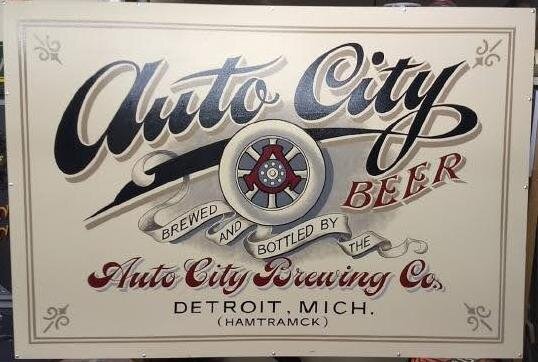 Auto City
BEER
BREWED AND BOTTLED BY THE
Auto City Brewing Co.
DETROIT, MICH.
(HAMTRAMCK)